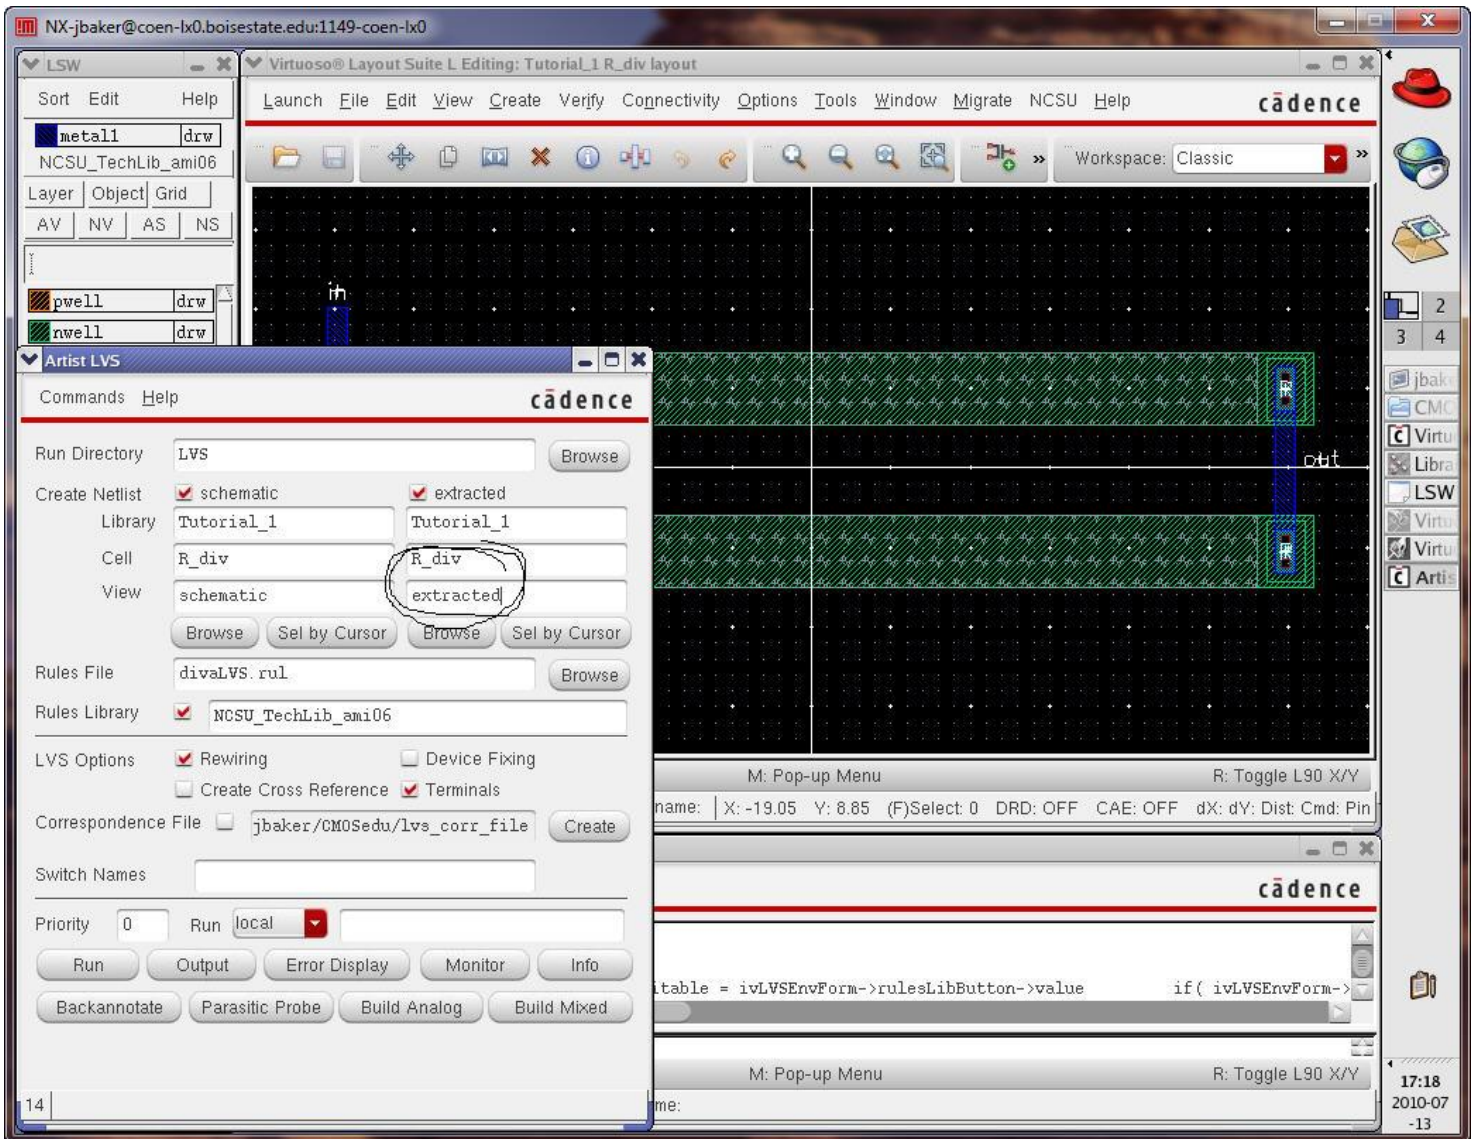 NX-jbaker@coen-lx0.boisestate.edu:1149-coen-lx0
LSW
Sort Edit Help
metal1 drw
NCSU_TechLib_ami06
Layer Object Grid
AV NV AS NS
pwell drw
nwell drw
Virtuoso® Layout Suite L Editing: Tutorial_1 R_div layout
Launch File Edit View Create Verify Connectivity Options Tools Window Migrate NCSU Help
cādence
Workspace: Classic
»
»
in
out
M: Pop-up Menu
R: Toggle L90 X/Y
name: X: -19.05 Y: 8.85 (F)Select: 0 DRD: OFF CAE: OFF dX: dY: Dist: Cmd: Pin
Artist LVS
Commands Help
cādence
Run Directory LVS Browse
Create Netlist schematic extracted
Library Tutorial_1 Tutorial_1
Cell R_div R_div
View schematic extracted
Browse Sel by Cursor Browse Sel by Cursor
Rules File divaLVS.rul Browse
Rules Library NCSU_TechLib_ami06
LVS Options Rewiring Device Fixing
Create Cross Reference Terminals
Correspondence File jbaker/CMOSedu/lvs_corr_file Create
Switch Names
Priority 0 Run local
Run Output Error Display Monitor Info
Backannotate Parasitic Probe Build Analog Build Mixed
14
cādence
itable = ivLVSEnvForm->rulesLibButton->value if( ivLVSEnvForm->
M: Pop-up Menu
R: Toggle L90 X/Y
me:
2
3 4
jbak
CMO
Virtu
Libra
LSW
Virtu
Virtu
Artis
17:18
2010-07
-13